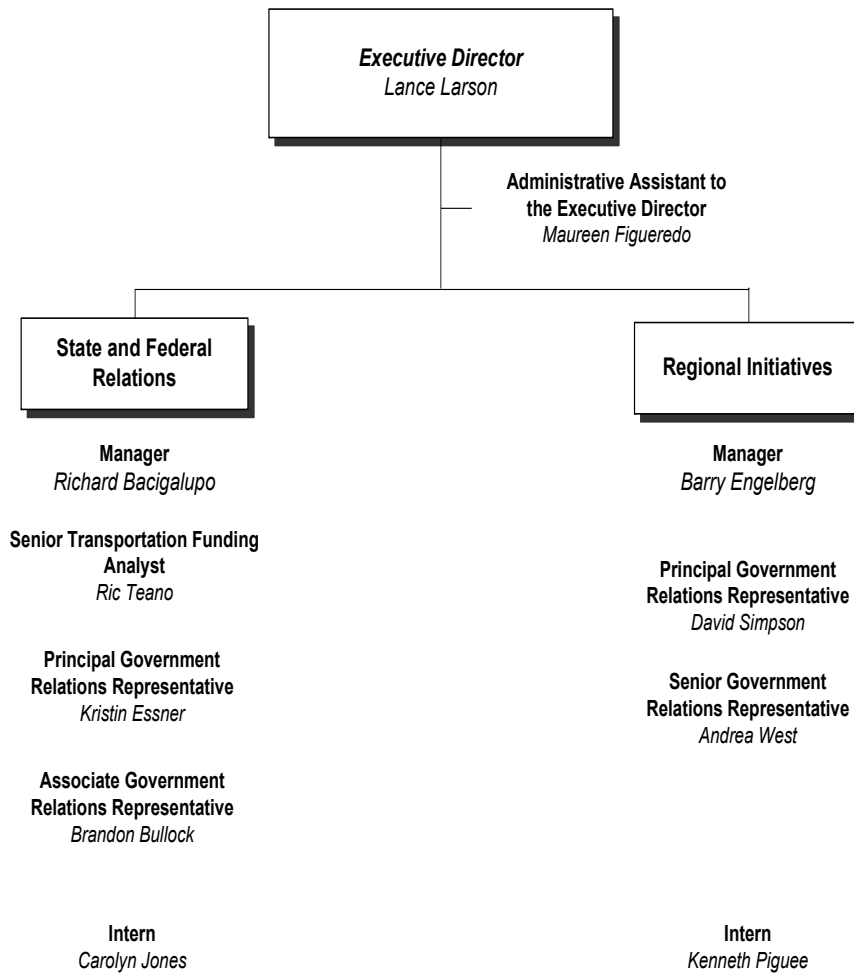 Executive Director
Lance Larson
Administrative Assistant to
the Executive Director
Maureen Figueredo
State and Federal
Relations
Manager
Richard Bacigalupo
Senior Transportation Funding
Analyst
Ric Teano
Principal Government
Relations Representative
Kristin Essner
Associate Government
Relations Representative
Brandon Bullock
Intern
Carolyn Jones
Regional Initiatives
Manager
Barry Engelberg
Principal Government
Relations Representative
David Simpson
Senior Government
Relations Representative
Andrea West
Intern
Kenneth Piguee